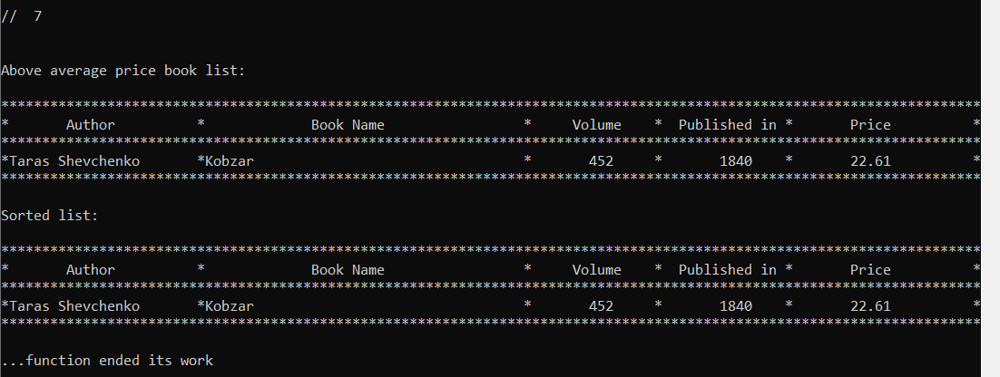 //  7
Above average price book list:
************************************************************************************************************************
*       Author          *             Book Name                 *     Volume    *  Published in *       Price          *
************************************************************************************************************************
*Taras Shevchenko       *Kobzar                                 *       452     *       1840    *       22.61          *
************************************************************************************************************************
Sorted list:
************************************************************************************************************************
*       Author          *             Book Name                 *     Volume    *  Published in *       Price          *
************************************************************************************************************************
*Taras Shevchenko       *Kobzar                                 *       452     *       1840    *       22.61          *
************************************************************************************************************************
...function ended its work